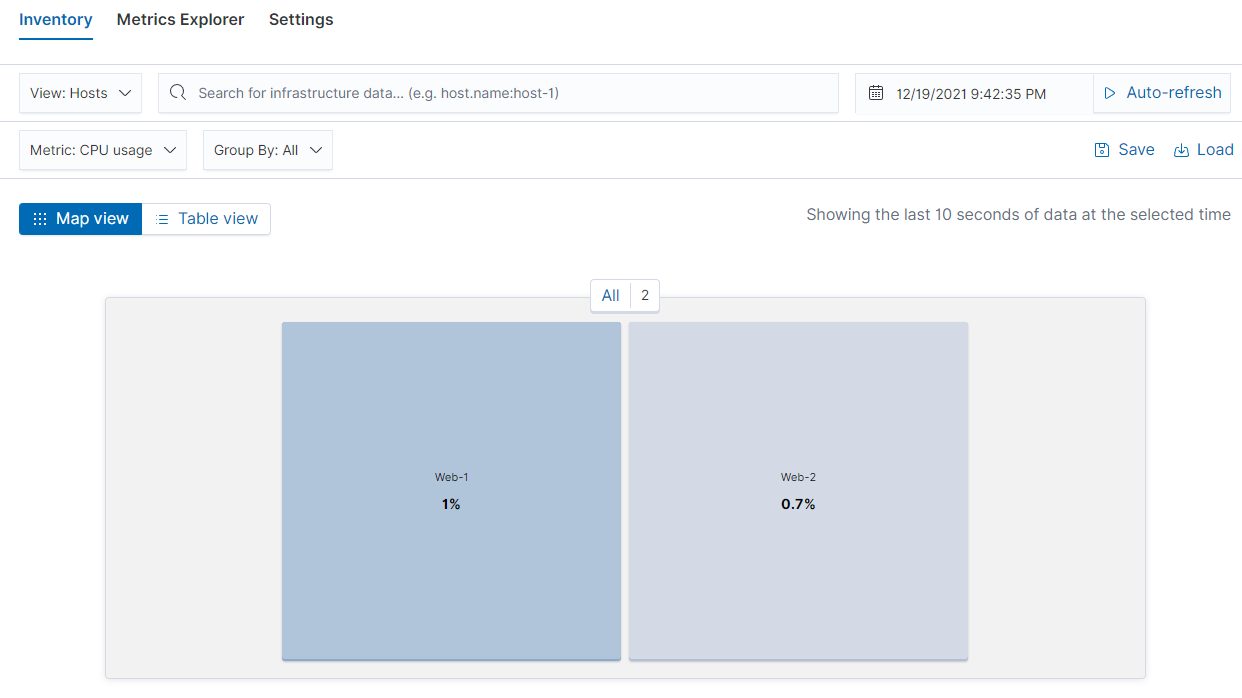 Inventory Metrics Explorer Settings
View: Hosts Search for infrastructure data... (e.g. host.name:host-1) 12/19/2021 9:42:35 PM Auto-refresh
Metric: CPU usage Group By: All Save Load
Map view Table view Showing the last 10 seconds of data at the selected time
All 2
Web-1 Web-2
1% 0.7%